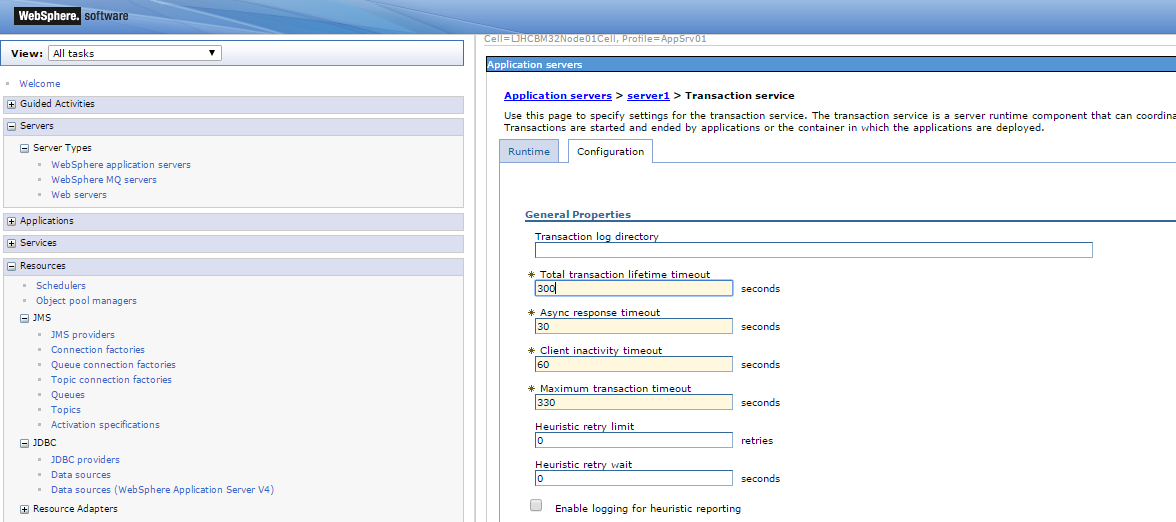 WebSphere. software
View: All tasks
Welcome
Guided Activities
Servers
Server Types
WebSphere application servers
WebSphere MQ servers
Web servers
Applications
Services
Resources
Schedulers
Object pool managers
JMS
JMS providers
Connection factories
Queue connection factories
Topic connection factories
Queues
Topics
Activation specifications
JDBC
JDBC providers
Data sources
Data sources (WebSphere Application Server V4)
Resource Adapters
Cell=LJHCBM32Node01Cell, Profile=AppSrv01
Application servers
Application servers > server1 > Transaction service
Use this page to specify settings for the transaction service. The transaction service is a server runtime component that can coordina
Transactions are started and ended by applications or the container in which the applications are deployed.
Runtime Configuration
General Properties
Transaction log directory
* Total transaction lifetime timeout
300 seconds
* Async response timeout
30 seconds
* Client inactivity timeout
60 seconds
* Maximum transaction timeout
330 seconds
Heuristic retry limit
0 retries
Heuristic retry wait
0 seconds
Enable logging for heuristic reporting